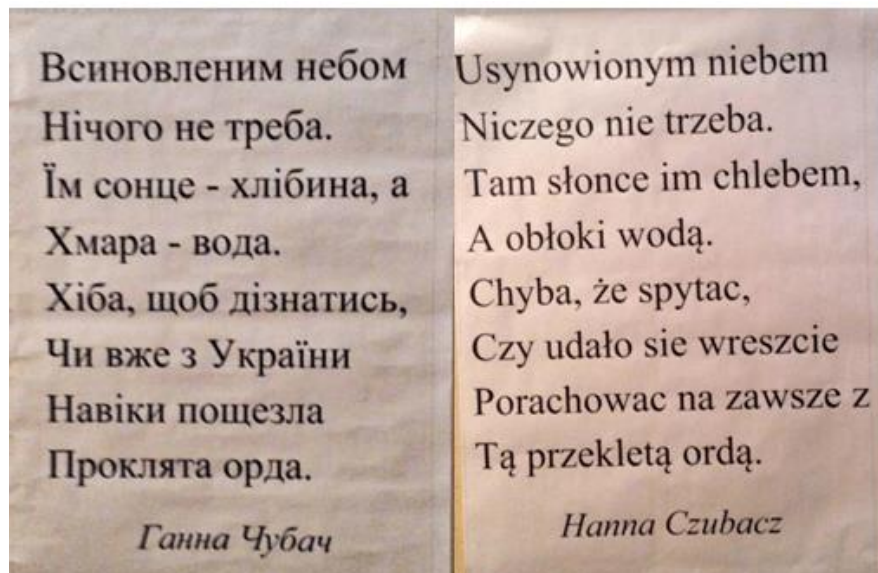 Всиновленим небом
Нічого не треба.
Їм сонце - хлібина, а
Хмара - вода.
Хіба, щоб дізнатись,
Чи вже з України
Навіки пощезла
Проклята орда.
Ганна Чубач
Usynowionym niebem
Niczego nie trzeba.
Tam słonce im chlebem,
A obłoki wodą.
Chyba, że spytac,
Czy udało sie wreszcie
Porachowac na zawsze z
Tą przekletą ordą.
Hanna Czubacz